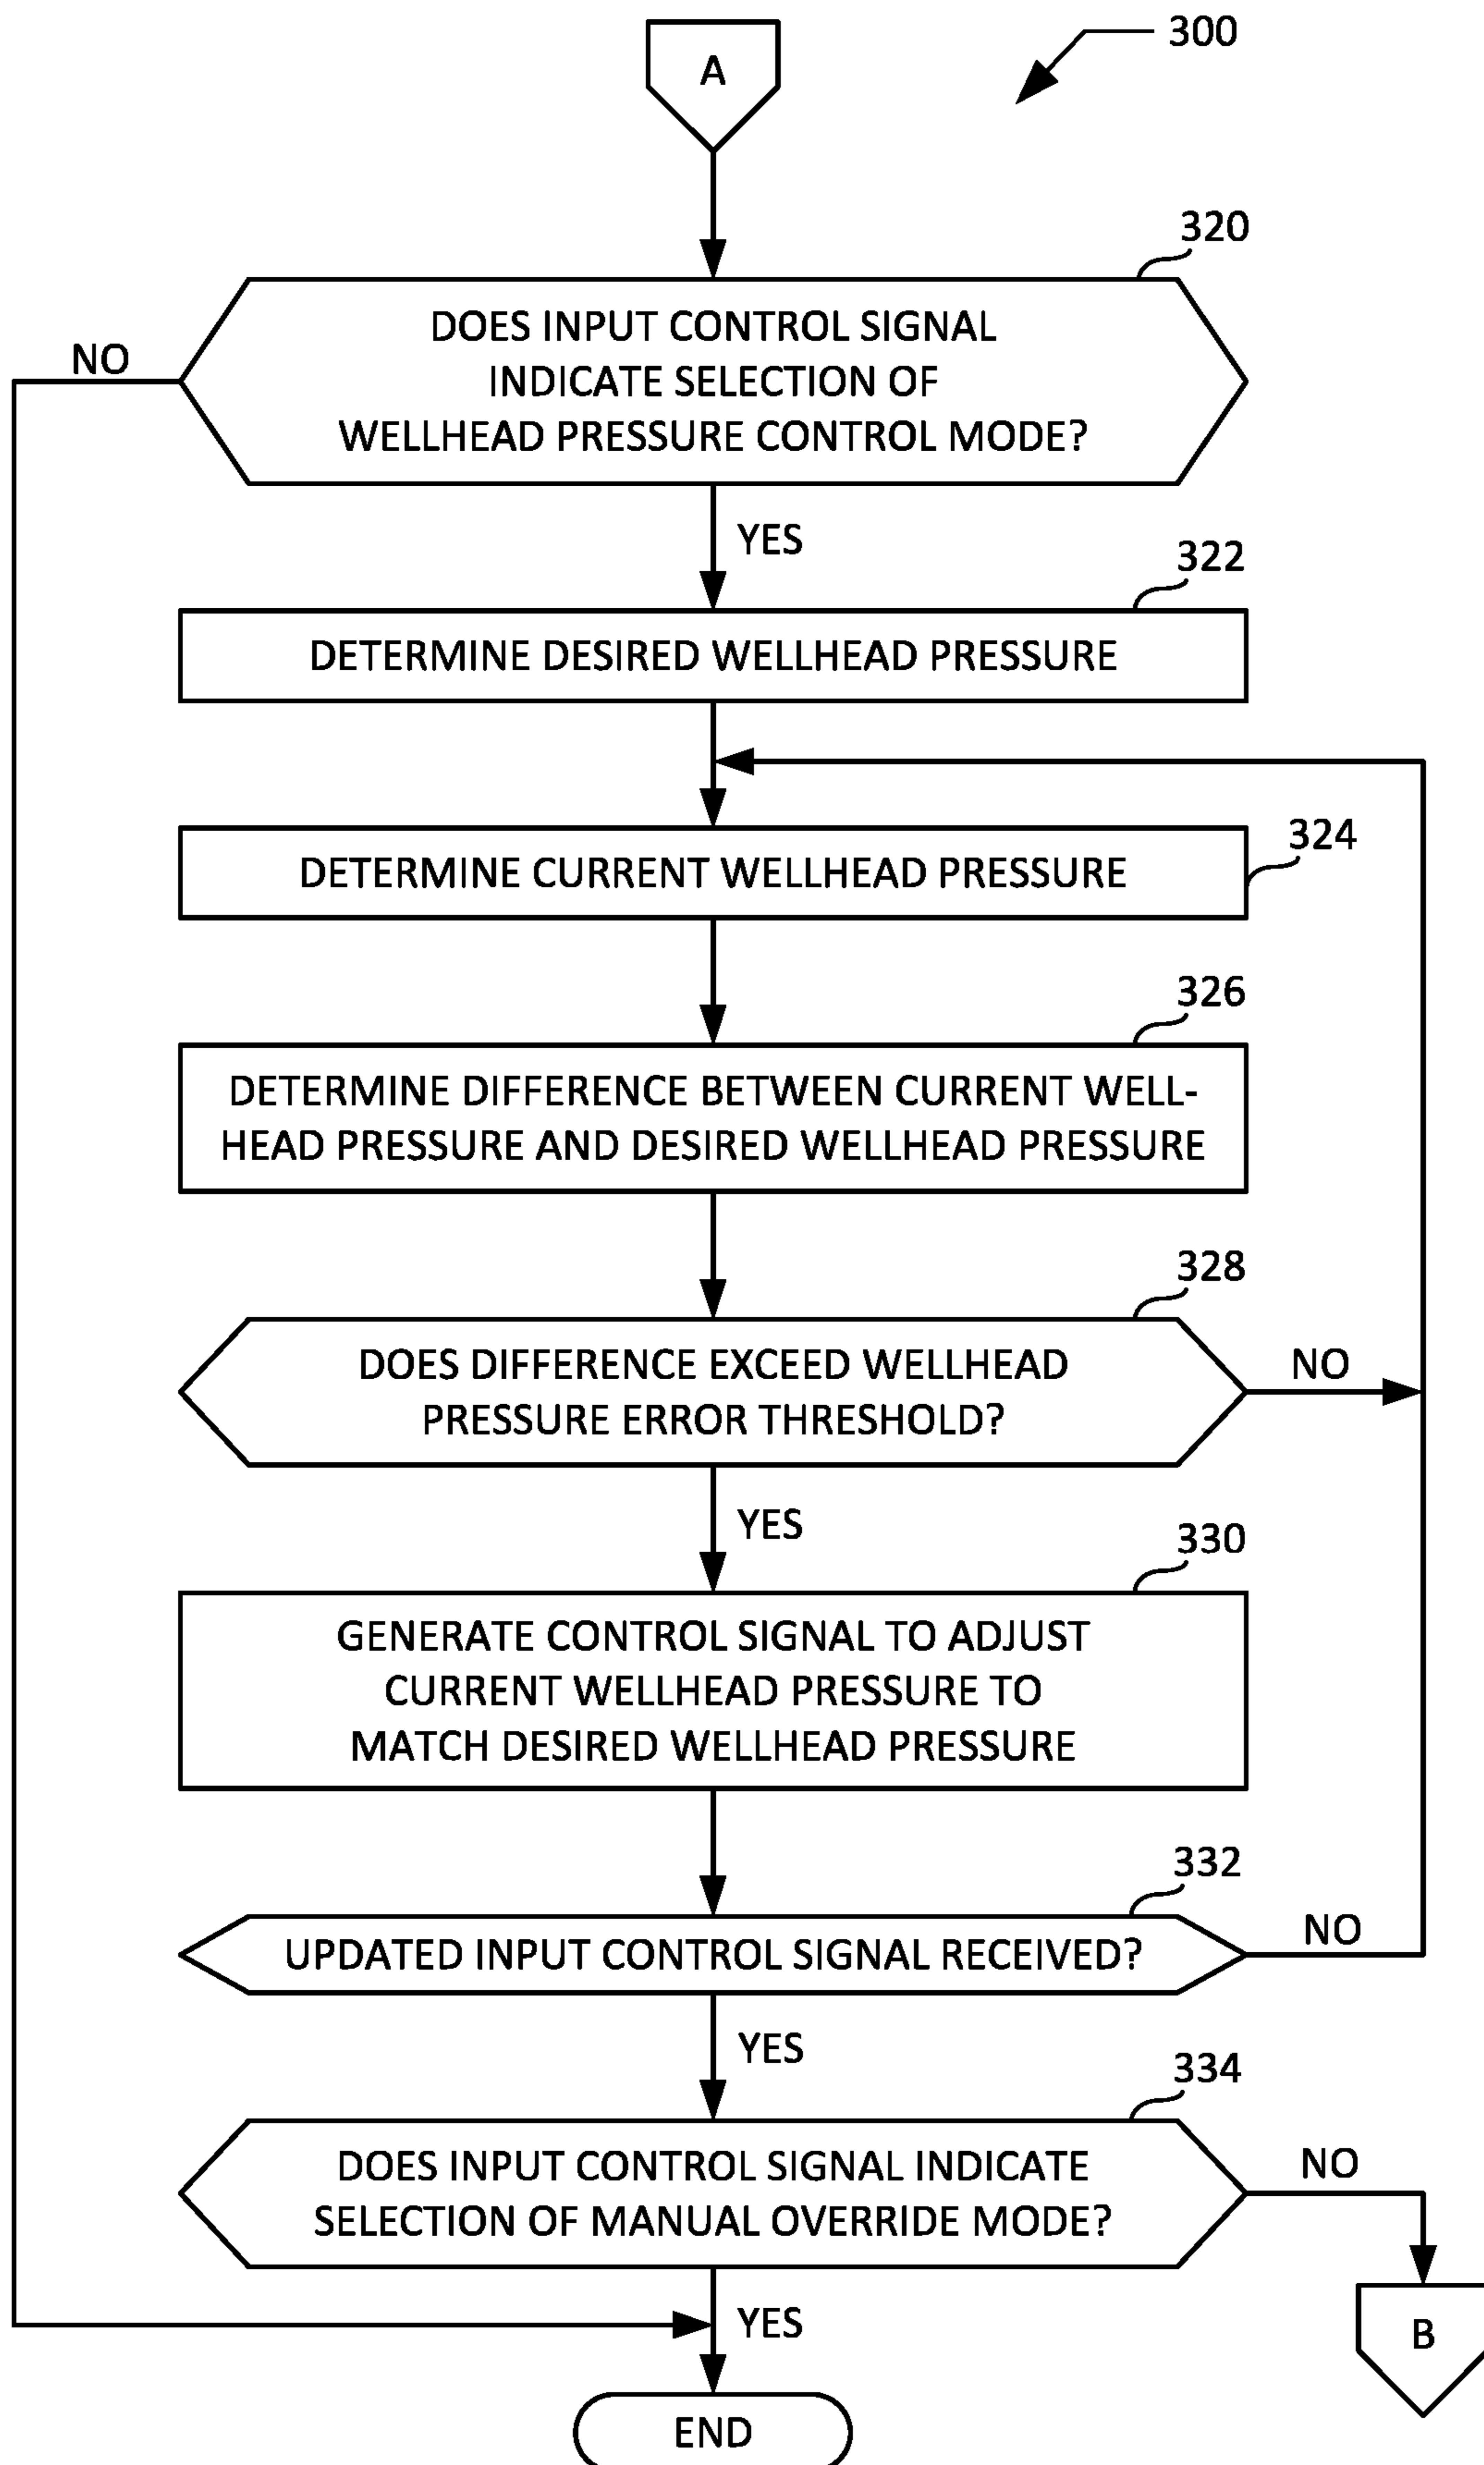 A
300
320
DOES INPUT CONTROL SIGNAL
INDICATE SELECTION OF
WELLHEAD PRESSURE CONTROL MODE?
NO
YES
322
DETERMINE DESIRED WELLHEAD PRESSURE
324
DETERMINE CURRENT WELLHEAD PRESSURE
326
DETERMINE DIFFERENCE BETWEEN CURRENT WELL-
HEAD PRESSURE AND DESIRED WELLHEAD PRESSURE
328
DOES DIFFERENCE EXCEED WELLHEAD
PRESSURE ERROR THRESHOLD?
NO
YES
330
GENERATE CONTROL SIGNAL TO ADJUST
CURRENT WELLHEAD PRESSURE TO
MATCH DESIRED WELLHEAD PRESSURE
332
UPDATED INPUT CONTROL SIGNAL RECEIVED?
NO
YES
334
DOES INPUT CONTROL SIGNAL INDICATE
SELECTION OF MANUAL OVERRIDE MODE?
NO
YES
B
END